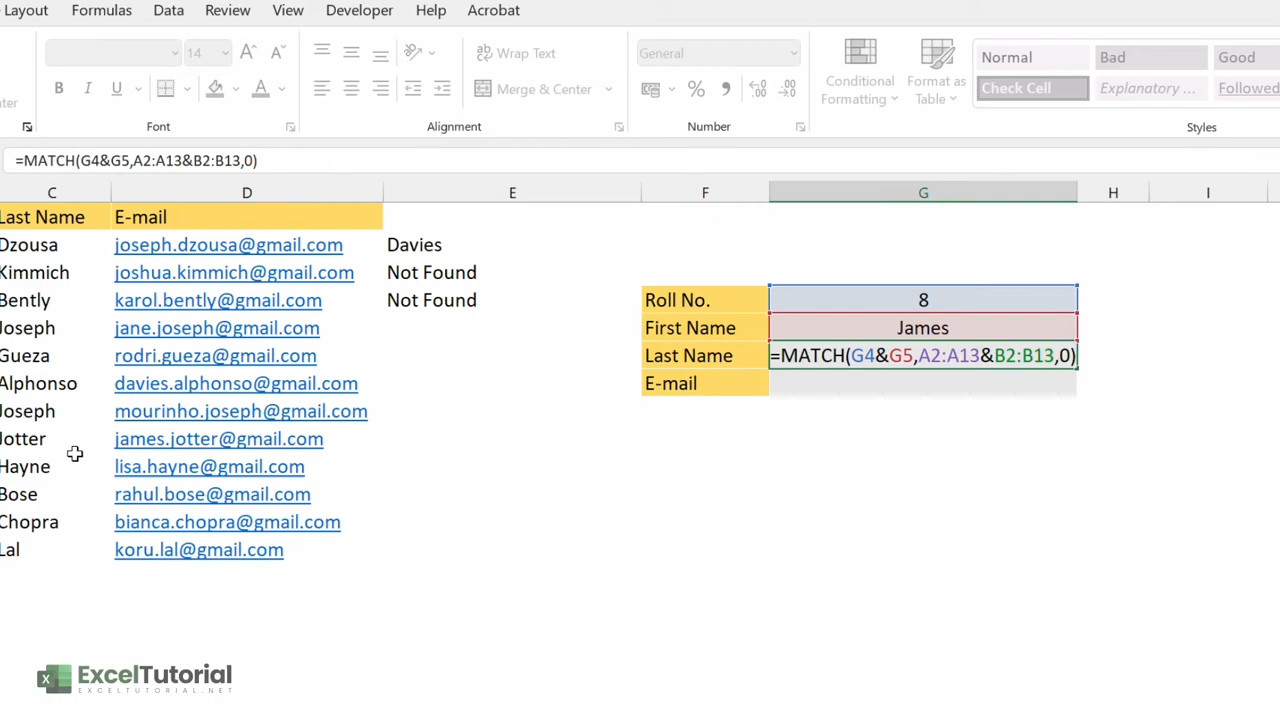 Layout Formulas Data Review View Developer Help Acrobat
14 A A Wrap Text General Normal Bad Good
B I U A Merge & Center % , Conditional Formatting Format as Table Check Cell Explanatory ... Followed
Font Alignment Number Styles
=MATCH(G4&G5,A2:A13&B2:B13,0)
C D E F G H I
Last Name E-mail
Dzousa joseph.dzousa@gmail.com Davies
Kimmich joshua.kimmich@gmail.com Not Found
Bently karol.bently@gmail.com Not Found Roll No. 8
Joseph jane.joseph@gmail.com First Name James
Gueza rodri.gueza@gmail.com Last Name =MATCH(G4&G5,A2:A13&B2:B13,0)
Alphonso davies.alphonso@gmail.com E-mail
Joseph mourinho.joseph@gmail.com
Jotter james.jotter@gmail.com
Hayne lisa.hayne@gmail.com
Bose rahul.bose@gmail.com
Chopra bianca.chopra@gmail.com
Lal koru.lal@gmail.com
X ExcelTutorial
EXCELTUTORIAL.NET